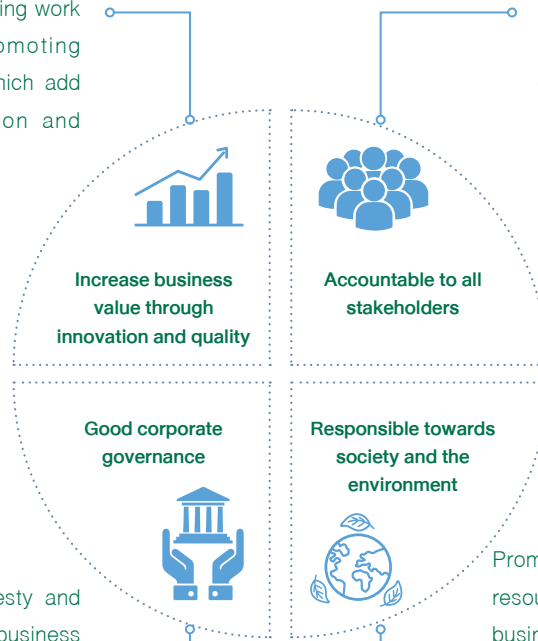 ing work
omoting
hich add
on and
Increase business
value through
innovation and quality
Accountable to all
stakeholders
Good corporate
governance
Responsible towards
society and the
environment
esty and
business
Prom
resou
busin